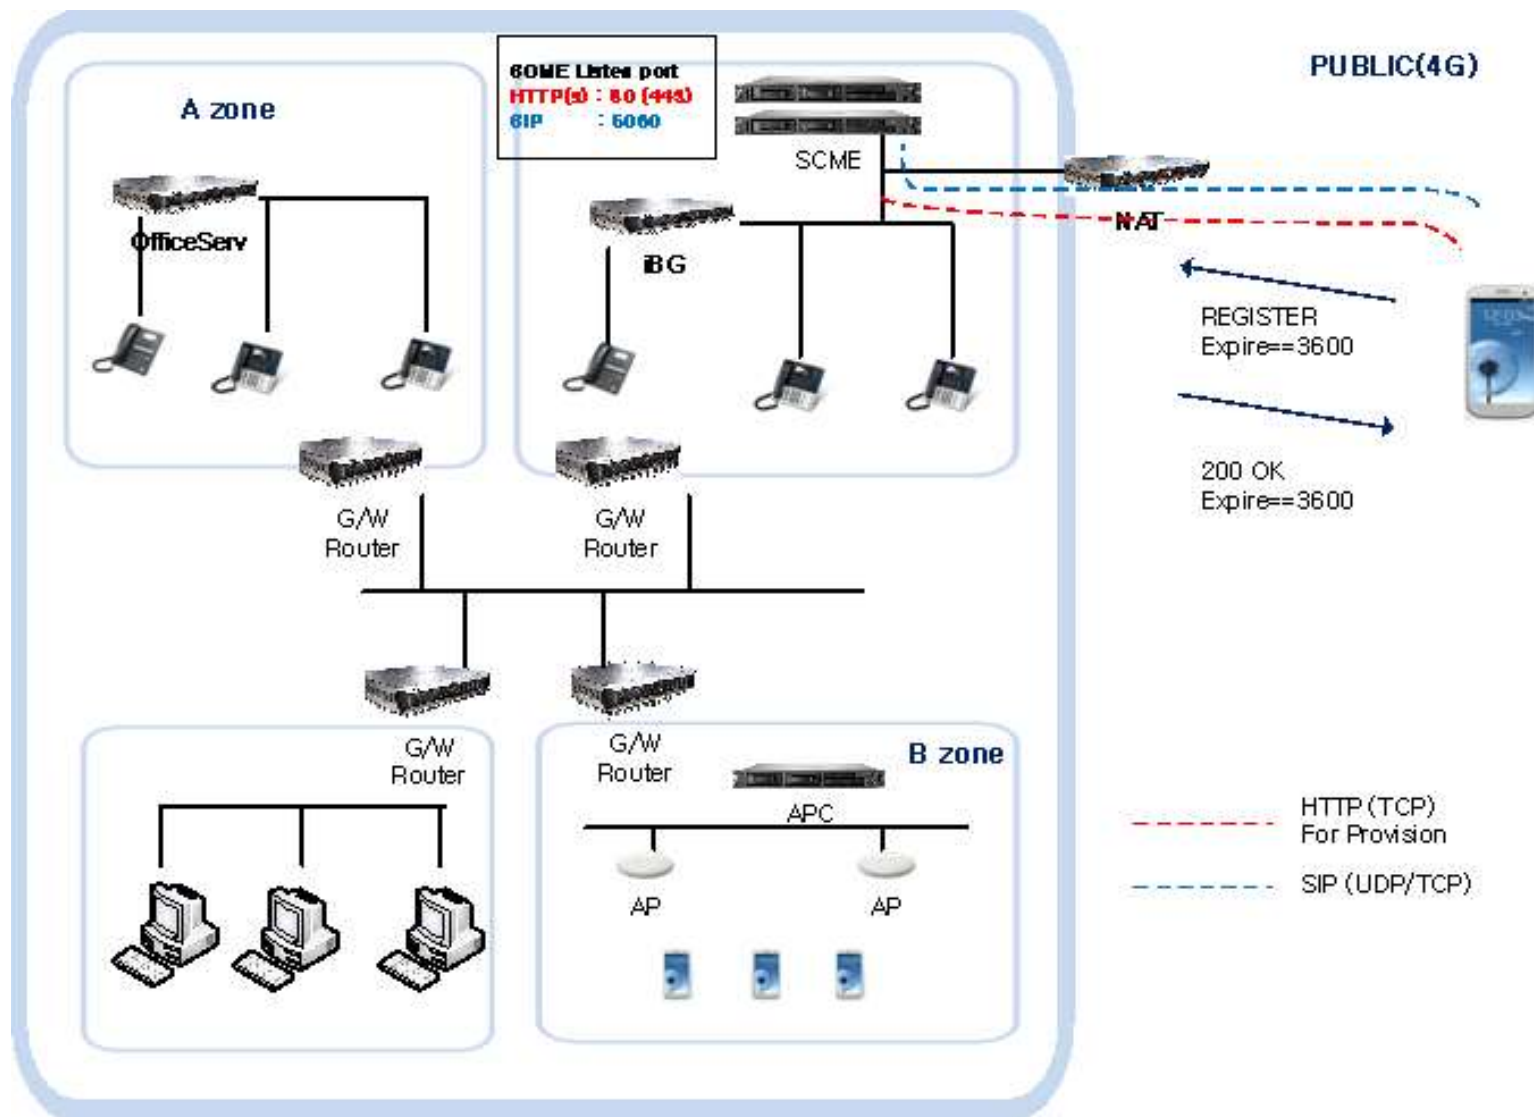 PUBLIC(4G)
A zone
SCME Listen port
HTTP(s) : 80 (443)
SIP : 5060
SCME
OfficeServ
iBG
NAT
REGISTER
Expire==3600
200 OK
Expire==3600
G/W
Router
G/W
Router
G/W
Router
G/W
Router
B zone
APC
AP
AP
HTTP (TCP)
For Provision
SIP (UDP/TCP)